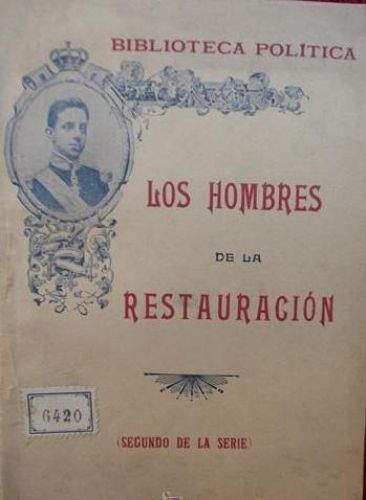 BIBLIOTECA POLÍTICA
LOS HOMBRES
DE LA
RESTAURACIÓN
6420
(SEGUNDO DE LA SERIE)